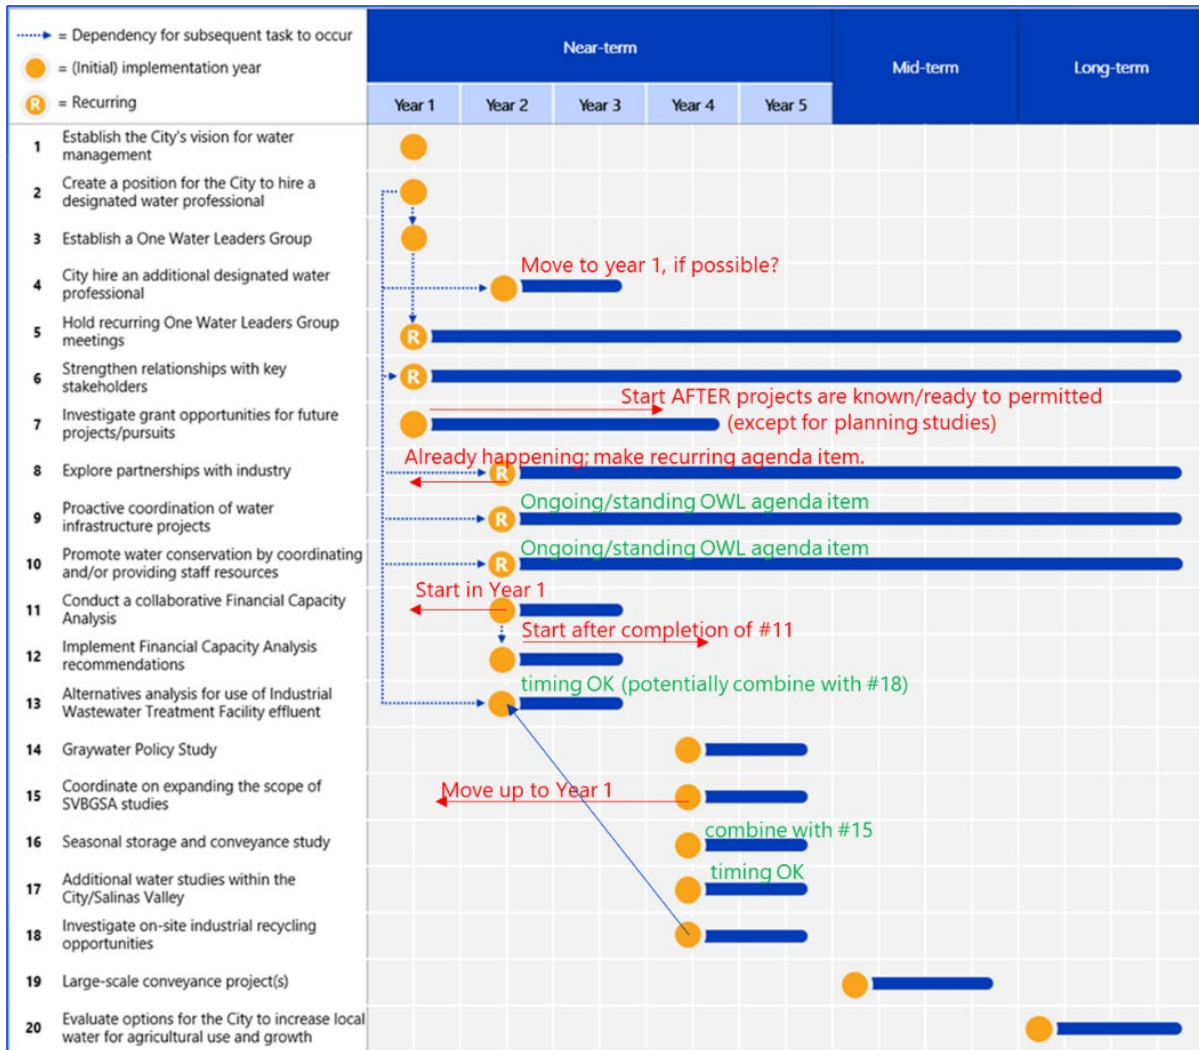 = Dependency for subsequent task to occur
= (Initial) implementation year
R = Recurring
Near-term
Mid-term
Long-term
Year 1
Year 2
Year 3
Year 4
Year 5
1 Establish the City's vision for water
management
2 Create a position for the City to hire a
designated water professional
3 Establish a One Water Leaders Group
4 City hire an additional designated water
professional
Move to year 1, if possible?
5 Hold recurring One Water Leaders Group
meetings
R
6 Strengthen relationships with key
stakeholders
R
7 Investigate grant opportunities for future
projects/pursuits
Start AFTER projects are known/ready to permitted
(except for planning studies)
8 Explore partnerships with industry
Already happening; make recurring agenda item.
R
9 Proactive coordination of water
infrastructure projects
Ongoing/standing OWL agenda item
R
10 Promote water conservation by coordinating
and/or providing staff resources
Ongoing/standing OWL agenda item
R
11 Conduct a collaborative Financial Capacity
Analysis
Start in Year 1
12 Implement Financial Capacity Analysis
recommendations
Start after completion of #11
13 Alternatives analysis for use of Industrial
Wastewater Treatment Facility effluent
timing OK (potentially combine with #18)
14 Graywater Policy Study
15 Coordinate on expanding the scope of
SVBGSA studies
Move up to Year 1
16 Seasonal storage and conveyance study
combine with #15
17 Additional water studies within the
City/Salinas Valley
timing OK
18 Investigate on-site industrial recycling
opportunities
19 Large-scale conveyance project(s)
20 Evaluate options for the City to increase local
water for agricultural use and growth